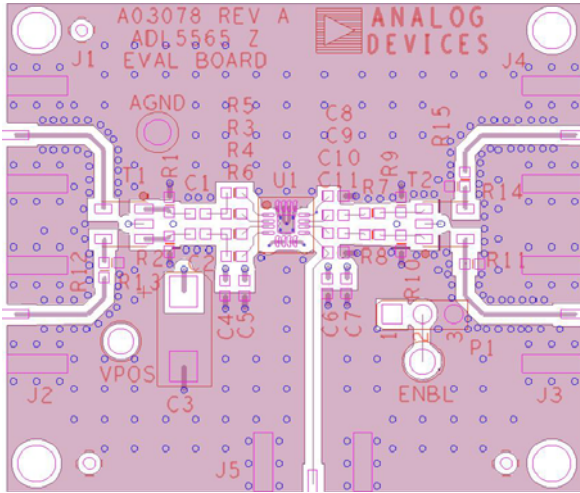 A03078 REV A
ADL5565 Z
EVAL BOARD
ANALOG
DEVICES
J1
J4
AGND
R5
R3
R4
R6
C8
C9
C10
C11
R15
T1
R1
C1
U1
R7
R9
T2
R14
R12
R13
R2
C2
C4
C5
C6
C7
R8
R10
R11
+
1
2
3
P1
VPOS
C3
ENBL
J2
J3
J5